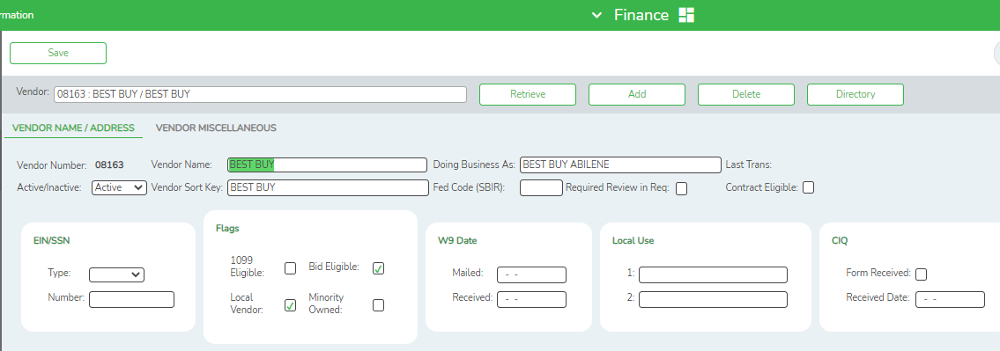 rmation
Finance
Save
Vendor: 08163 : BEST BUY / BEST BUY Retrieve Add Delete Directory
VENDOR NAME / ADDRESS VENDOR MISCELLANEOUS
Vendor Number: 08163 Vendor Name: BEST BUY Doing Business As: BEST BUY ABILENE Last Trans:
Active/Inactive: Active Vendor Sort Key: BEST BUY Fed Code (SBIR): Required Review in Req: Contract Eligible:
EIN/SSN
Type:
Number:
Flags
1099
Eligible:
Bid Eligible:
Local
Vendor:
Minority
Owned:
W9 Date
Mailed: - -
Received: - -
Local Use
1:
2:
CIQ
Form Received:
Received Date: - -